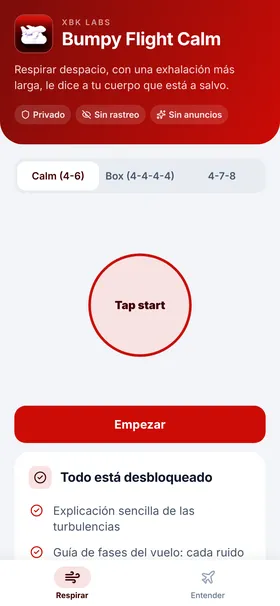 XBK LABS
Bumpy Flight Calm
Respirar despacio, con una exhalación más
larga, le dice a tu cuerpo que está a salvo.
Privado
Sin rastreo
Sin anuncios
Calm (4-6)
Box (4-4-4-4)
4-7-8
Tap start
Empezar
Todo está desbloqueado
Explicación sencilla de las
turbulencias
Guía de fases del vuelo: cada ruido
Respirar
Entender